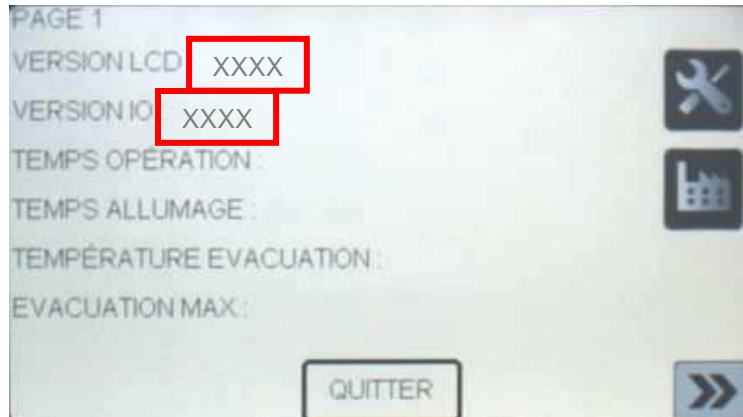 PAGE 1
VERSION LCD XXXX
VERSION IO : XXXX
TEMPS OPÉRATION :
TEMPS ALLUMAGE :
TEMPÉRATURE EVACUATION :
EVACUATION MAX :
QUITTER